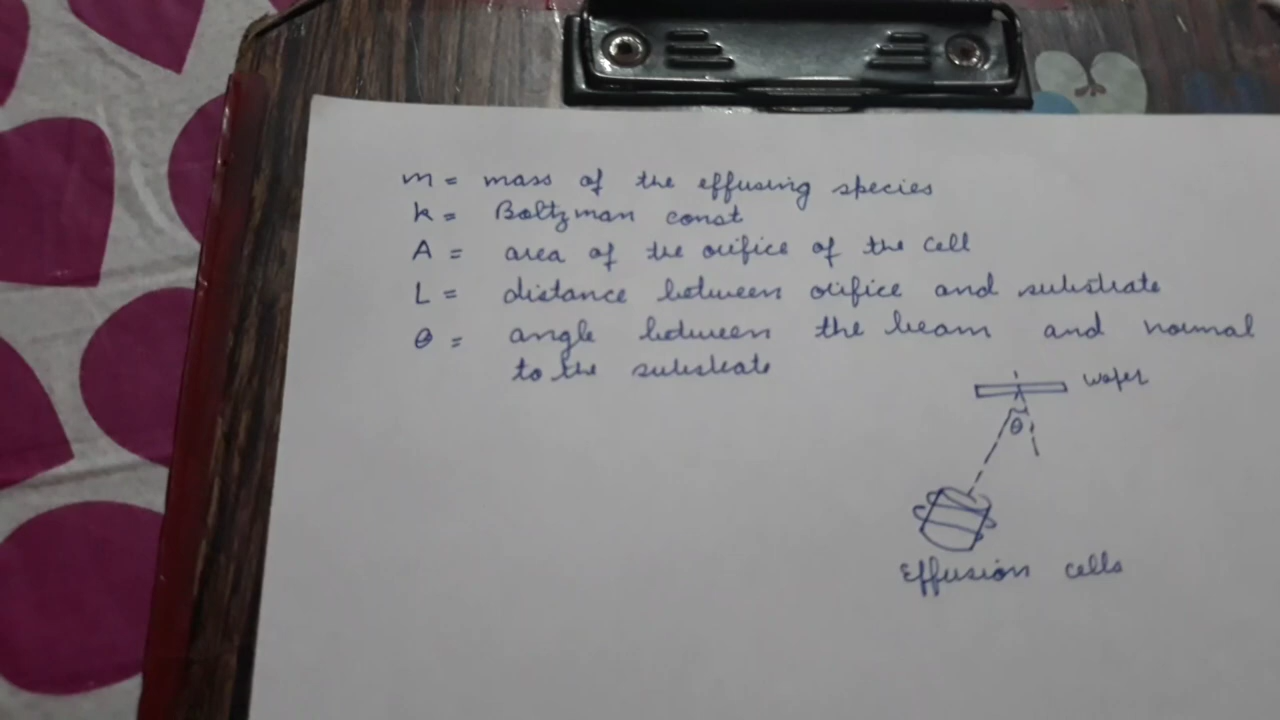 m = mass of the effusing species
k = Boltzman const
A = area of the orifice of the cell
L = distance between orifice and substrate
θ = angle between the beam and normal
to the substrate
wafer
θ
Effusion cells